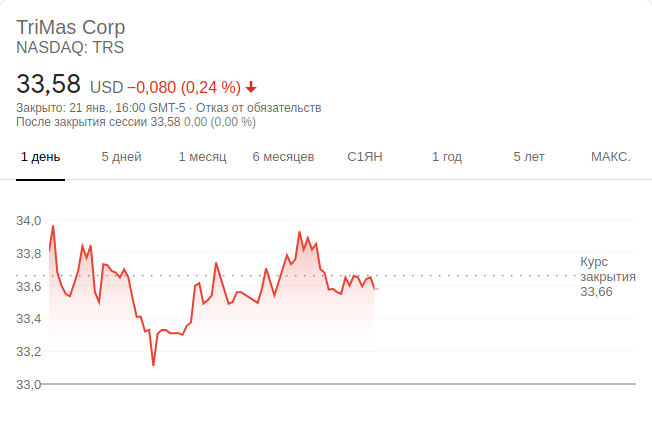 TriMas Corp
NASDAQ: TRS
33,58 USD −0,080 (0,24 %)
Закрыто: 21 янв., 16:00 GMT-5 · Отказ от обязательств
После закрытия сессии 33,58 0,00 (0,00 %)
1 день 5 дней 1 месяц 6 месяцев С1ЯН 1 год 5 лет МАКС.
34,0
33,8
33,6
33,4
33,2
33,0
Курс
закрытия
33,66